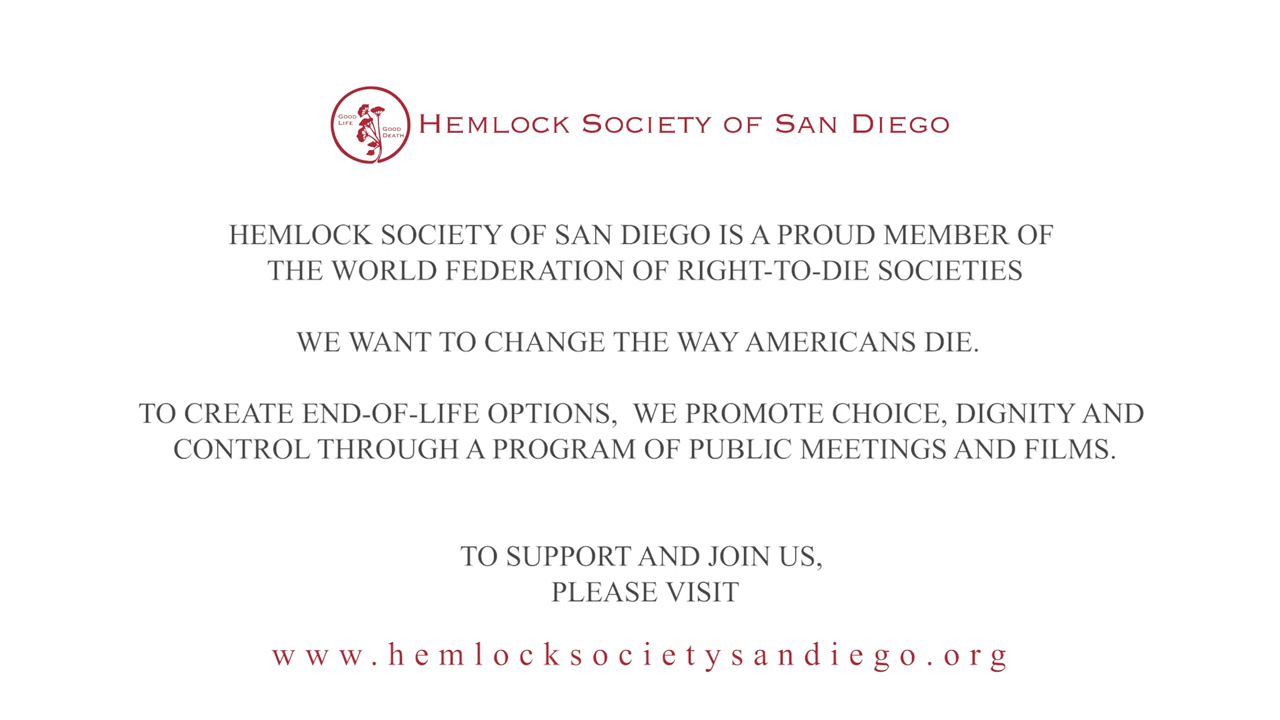 GOOD LIFE
GOOD DEATH
HEMLOCK SOCIETY OF SAN DIEGO
HEMLOCK SOCIETY OF SAN DIEGO IS A PROUD MEMBER OF
THE WORLD FEDERATION OF RIGHT-TO-DIE SOCIETIES
WE WANT TO CHANGE THE WAY AMERICANS DIE.
TO CREATE END-OF-LIFE OPTIONS,  WE PROMOTE CHOICE, DIGNITY AND
CONTROL THROUGH A PROGRAM OF PUBLIC MEETINGS AND FILMS.
TO SUPPORT AND JOIN US,
PLEASE VISIT
www.hemlocksocietysandiego.org